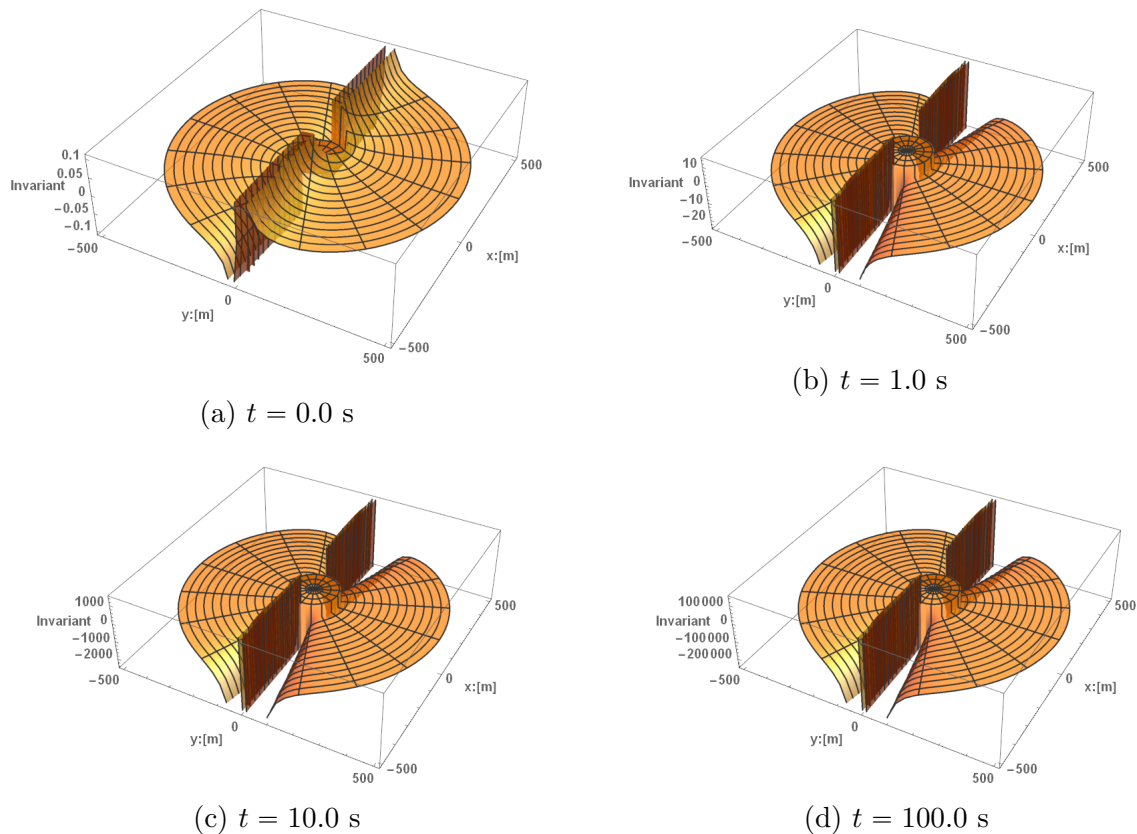 0.1
0.05
Invariant 0
−0.05
−0.1
−500
0
y:[m]
500
−500
0
x:[m]
500
(a) t = 0.0 s
10
0
Invariant
−10
−20
−500
0
y:[m]
500
−500
0
x:[m]
500
(b) t = 1.0 s
1000
Invariant 0
−1000
−2000
−500
0
y:[m]
500
−500
0
x:[m]
500
(c) t = 10.0 s
100 000
Invariant 0
−100 000
−200 000
−500
0
y:[m]
500
−500
0
x:[m]
500
(d) t = 100.0 s